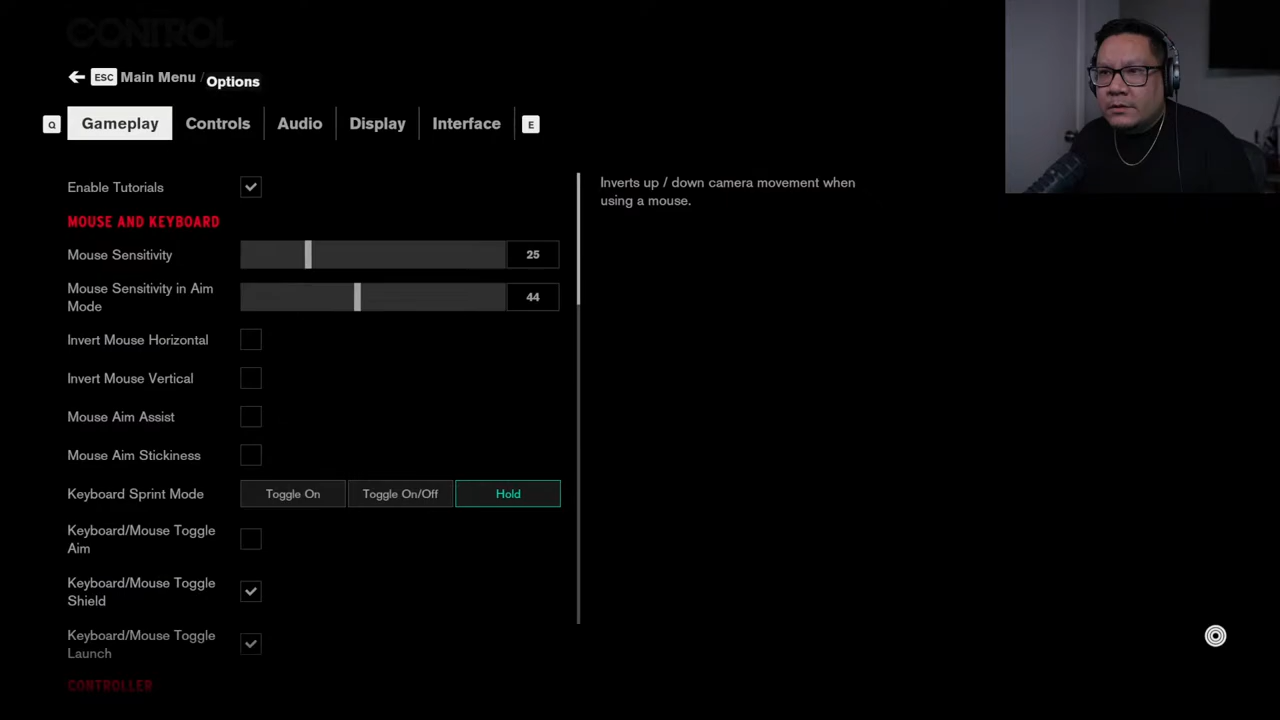 CONTROL
ESC Main Menu / Options
Q Gameplay Controls Audio Display Interface E
Enable Tutorials
Inverts up / down camera movement when
using a mouse.
MOUSE AND KEYBOARD
Mouse Sensitivity 25
Mouse Sensitivity in Aim
Mode
44
Invert Mouse Horizontal
Invert Mouse Vertical
Mouse Aim Assist
Mouse Aim Stickiness
Keyboard Sprint Mode Toggle On Toggle On/Off Hold
Keyboard/Mouse Toggle
Aim
Keyboard/Mouse Toggle
Shield
Keyboard/Mouse Toggle
Launch
CONTROLLER